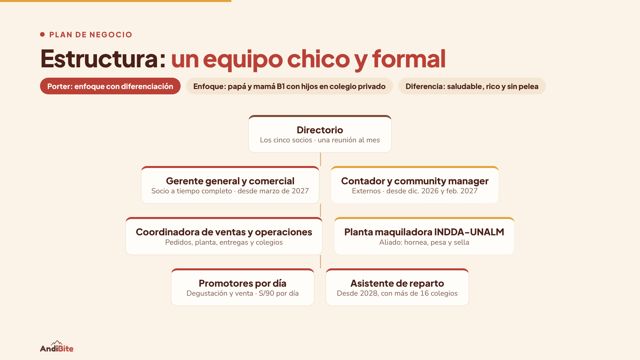 PLAN DE NEGOCIO
Estructura: un equipo chico y formal
Porter: enfoque con diferenciación
Enfoque: papá y mamá B1 con hijos en colegio privado
Diferencia: saludable, rico y sin pelea
Directorio
Los cinco socios · una reunión al mes
Gerente general y comercial
Socio a tiempo completo · desde marzo de 2027
Contador y community manager
Externos · desde dic. 2026 y feb. 2027
Coordinadora de ventas y operaciones
Pedidos, planta, entregas y colegios
Planta maquiladora INDDA-UNALM
Aliado: hornea, pesa y sella
Promotores por día
Degustación y venta · S/90 por día
Asistente de reparto
Desde 2028, con más de 16 colegios
AndiBite